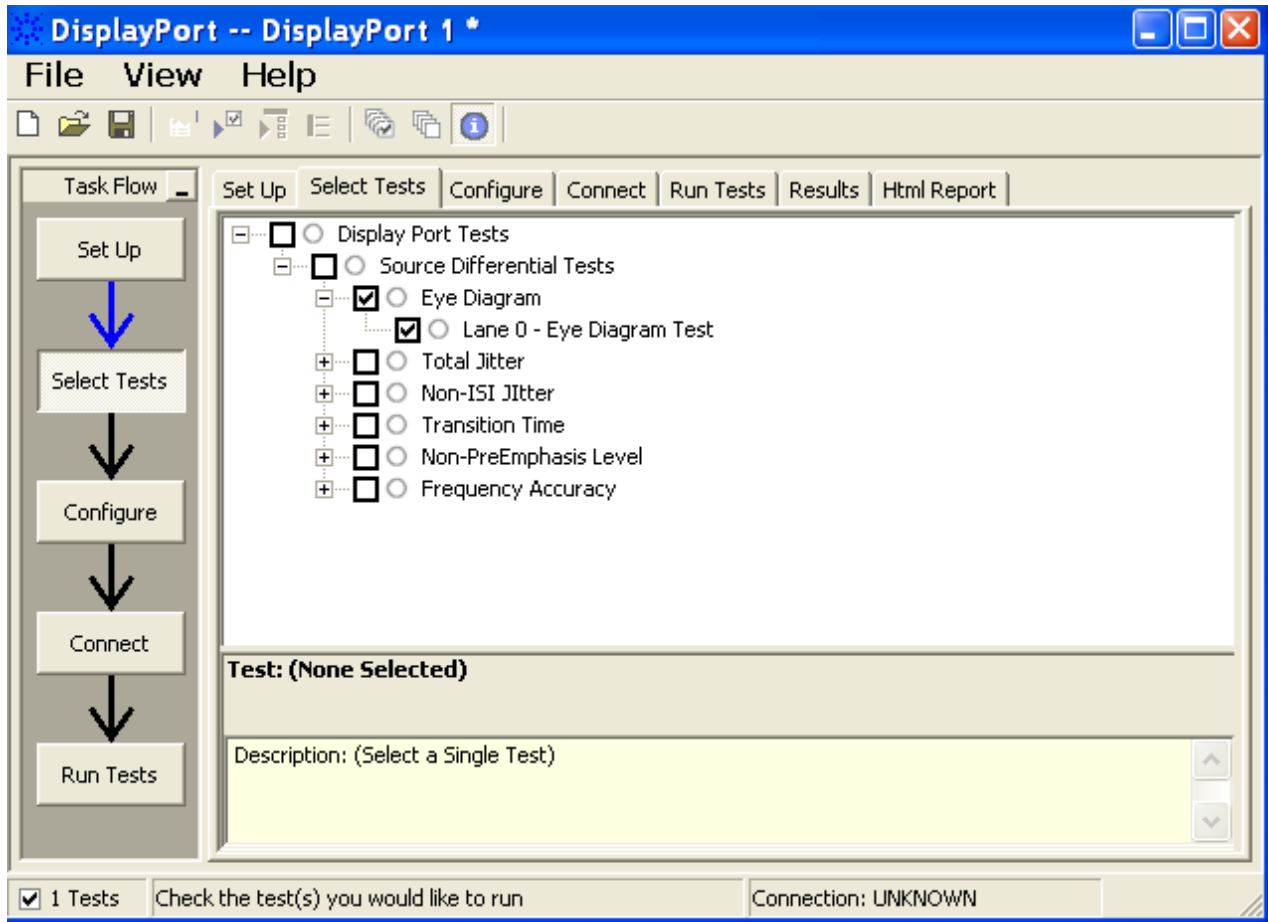 DisplayPort -- DisplayPort 1 *
File View Help
Task Flow
Set Up
Select Tests
Configure
Connect
Run Tests
Set Up Select Tests Configure Connect Run Tests Results Html Report
Display Port Tests
Source Differential Tests
Eye Diagram
Lane 0 - Eye Diagram Test
Total Jitter
Non-ISI JItter
Transition Time
Non-PreEmphasis Level
Frequency Accuracy
Test: (None Selected)
Description: (Select a Single Test)
1 Tests Check the test(s) you would like to run Connection: UNKNOWN